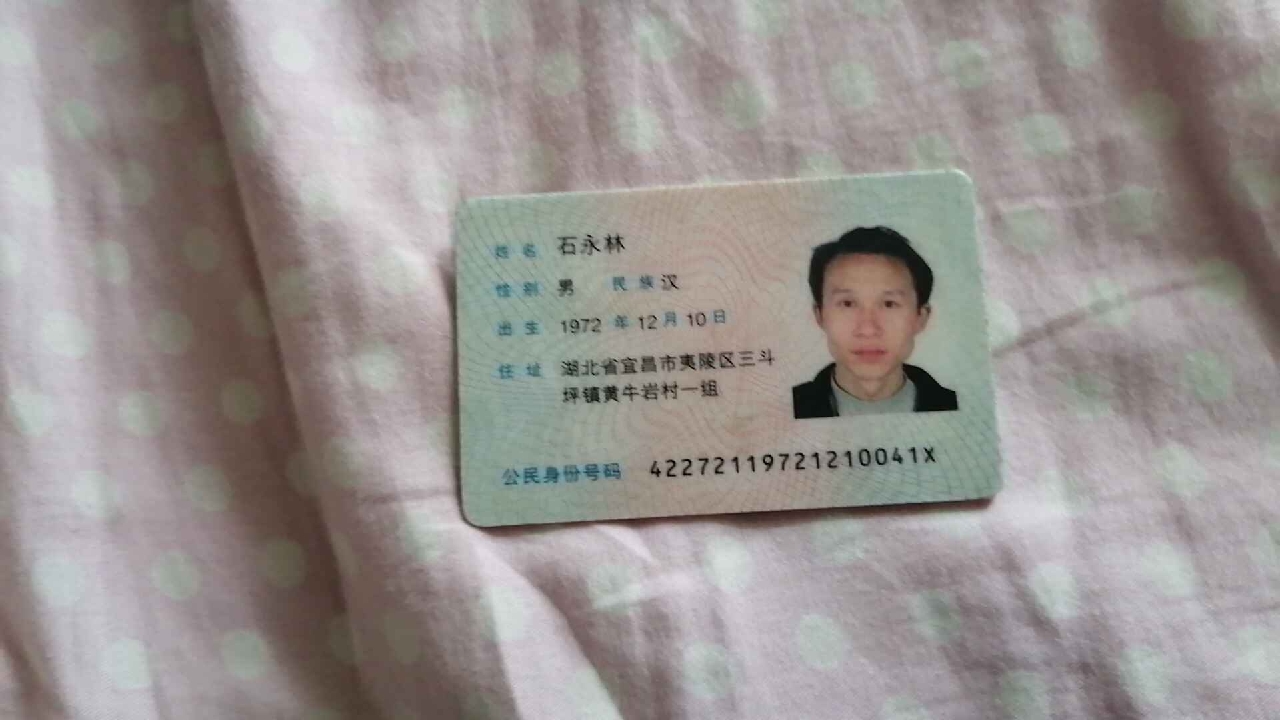 姓名 石永林
性别 男 民族 汉
出生 1972 年 12 月 10 日
住址 湖北省宜昌市夷陵区三斗
坪镇黄牛岩村一组
公民身份号码 42272119721210041X